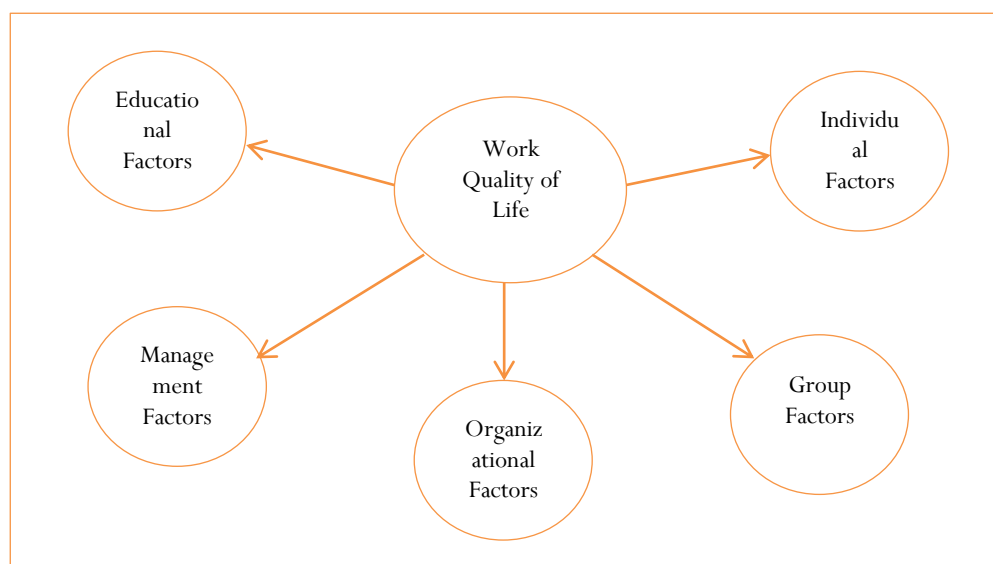 Educatio
nal
Factors
Work
Quality of
Life
Individu
al
Factors
Manage
ment
Factors
Organiz
ational
Factors
Group
Factors